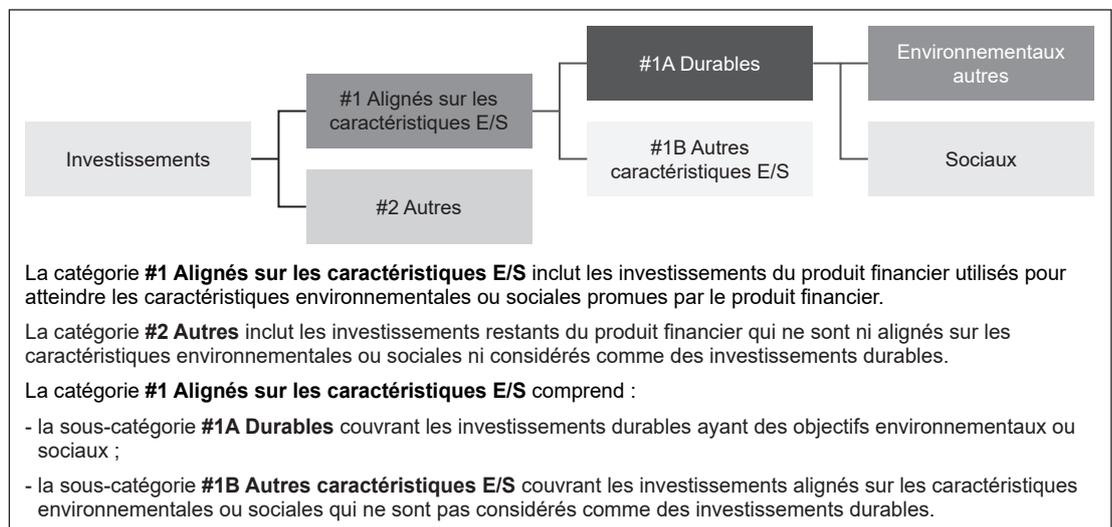 Investissements
#1 Alignés sur les
caractéristiques E/S
#2 Autres
#1A Durables
#1B Autres
caractéristiques E/S
Environnementaux
autres
Sociaux
La catégorie #1 Alignés sur les caractéristiques E/S inclut les investissements du produit financier utilisés pour
atteindre les caractéristiques environnementales ou sociales promues par le produit financier.
La catégorie #2 Autres inclut les investissements restants du produit financier qui ne sont ni alignés sur les
caractéristiques environnementales ou sociales ni considérés comme des investissements durables.
La catégorie #1 Alignés sur les caractéristiques E/S comprend :
- la sous-catégorie #1A Durables couvrant les investissements durables ayant des objectifs environnementaux ou
sociaux ;
- la sous-catégorie #1B Autres caractéristiques E/S couvrant les investissements alignés sur les caractéristiques
environnementales ou sociales qui ne sont pas considérés comme des investissements durables.